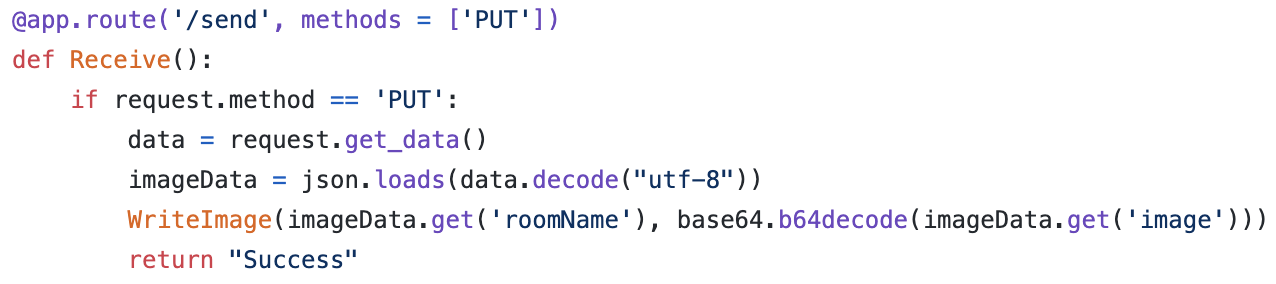 @app.route('/send', methods = ['PUT'])
def Receive():
    if request.method == 'PUT':
        data = request.get_data()
        imageData = json.loads(data.decode("utf-8"))
        WriteImage(imageData.get('roomName'), base64.b64decode(imageData.get('image')))
        return "Success"